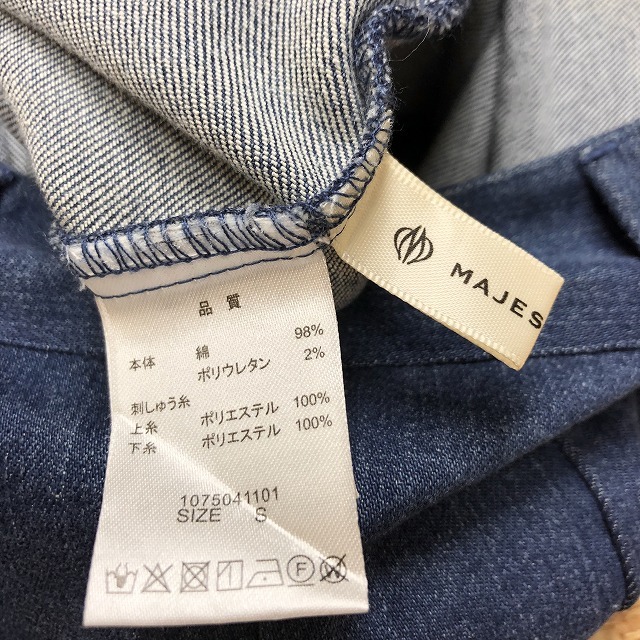 品質
本体 綿 98%
ポリウレタン 2%
刺しゅう糸
上糸 ポリエステル 100%
下糸 ポリエステル 100%
1075041101
SIZE S
MAJES